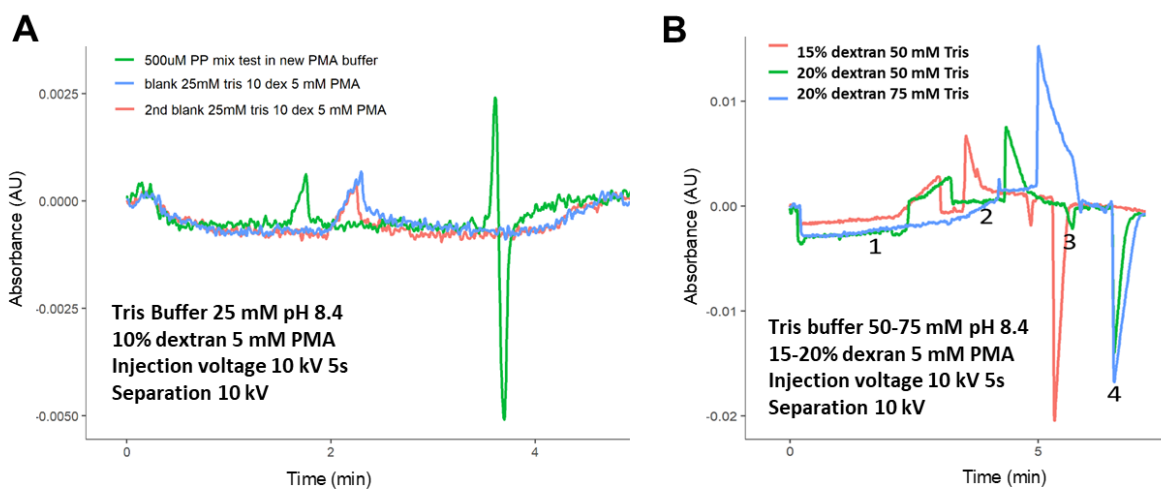 A
500uM PP mix test in new PMA buffer
blank 25mM tris 10 dex 5 mM PMA
2nd blank 25mM tris 10 dex 5 mM PMA
0.0025
0.0000
-0.0025
-0.0050
Absorbance (AU)
Tris Buffer 25 mM pH 8.4
10% dextran 5 mM PMA
Injection voltage 10 kV 5s
Separation 10 kV
0
2
4
Time (min)
B
15% dextran 50 mM Tris
20% dextran 50 mM Tris
20% dextran 75 mM Tris
0.01
0.00
-0.01
-0.02
Absorbance (AU)
1
2
3
4
Tris buffer 50-75 mM pH 8.4
15-20% dexran 5 mM PMA
Injection voltage 10 kV 5s
Separation 10 kV
0
5
Time (min)